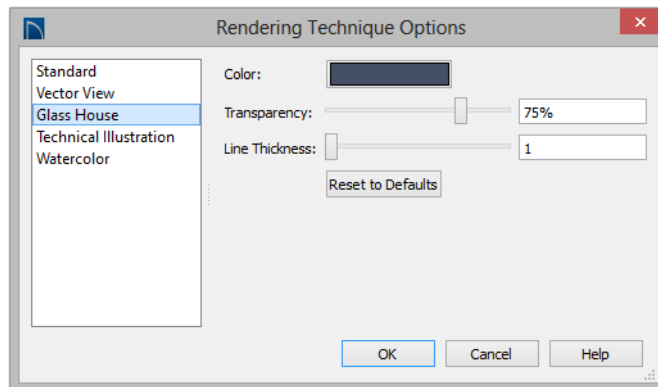 Rendering Technique Options
Standard
Vector View
Glass House
Technical Illustration
Watercolor
Color:
Transparency: 75%
Line Thickness: 1
Reset to Defaults
OK Cancel Help